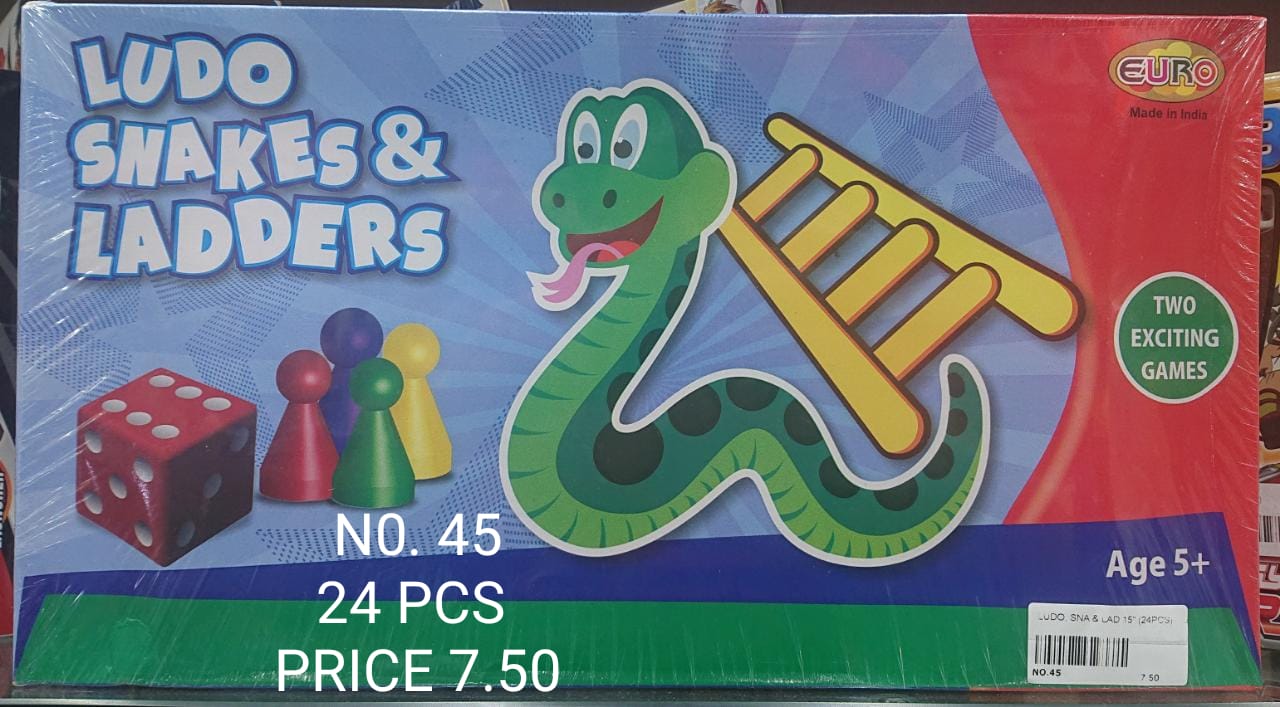 LUDO
SNAKES &
LADDERS
EURO
Made in India
TWO
EXCITING
GAMES
Age 5+
N0. 45
24 PCS
PRICE 7.50
LUDO, SNA & LAD 15" (24PCS)
NO.45
7.50